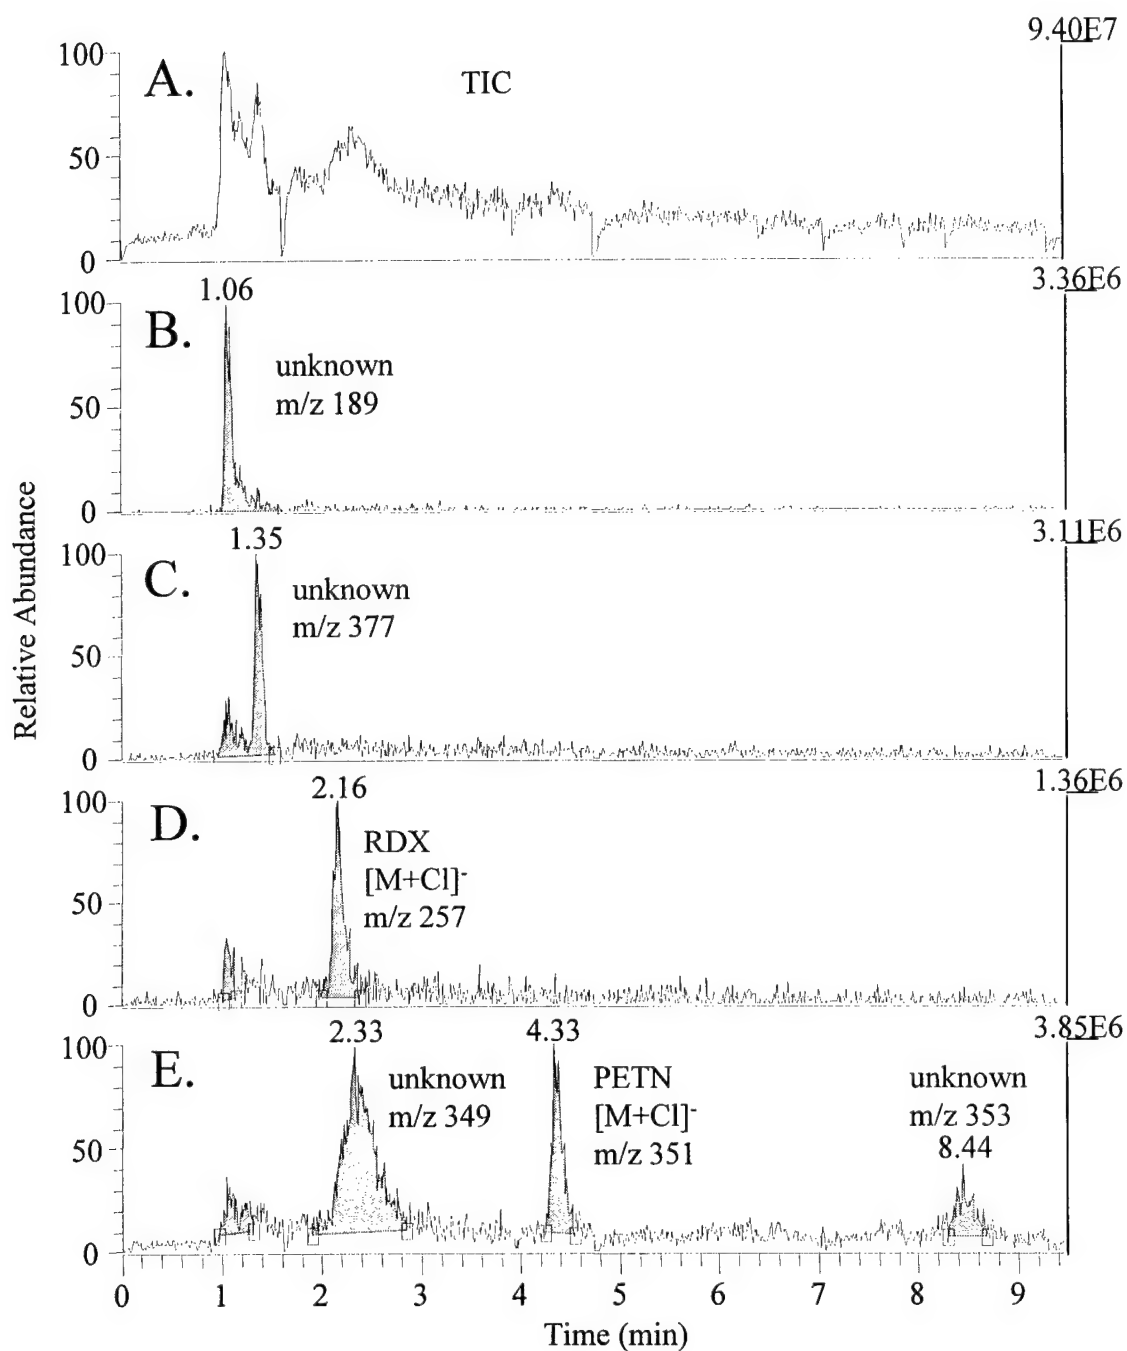 9.40E7
100
A.
TIC
50
0
3.36E6
1.06
100
B.
unknown
m/z 189
50
0
3.11E6
1.35
100
C.
unknown
m/z 377
50
0
1.36E6
2.16
100
D.
RDX
[M+Cl]-
m/z 257
50
0
3.85E6
2.33
4.33
100
E.
unknown
m/z 349
PETN
[M+Cl]-
m/z 351
unknown
m/z 353
8.44
50
0
Relative Abundance
0 1 2 3 4 5 6 7 8 9
Time (min)